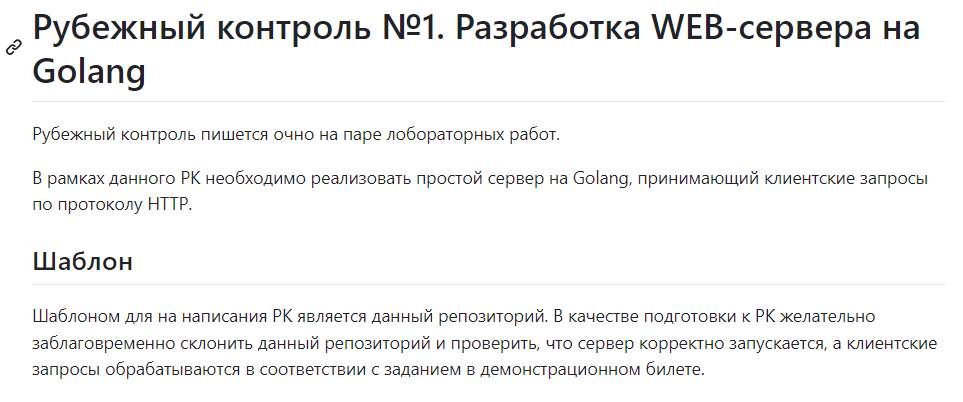 Рубежный контроль №1. Разработка WEB-сервера на
Golang
Рубежный контроль пишется очно на паре лобораторных работ.
В рамках данного РК необходимо реализовать простой сервер на Golang, принимающий клиентские запросы
по протоколу HTTP.
Шаблон
Шаблоном для на написания РК является данный репозиторий. В качестве подготовки к РК желательно
заблаговременно склонить данный репозиторий и проверить, что сервер корректно запускается, а клиентские
запросы обрабатываются в соответствии с заданием в демонстрационном билете.